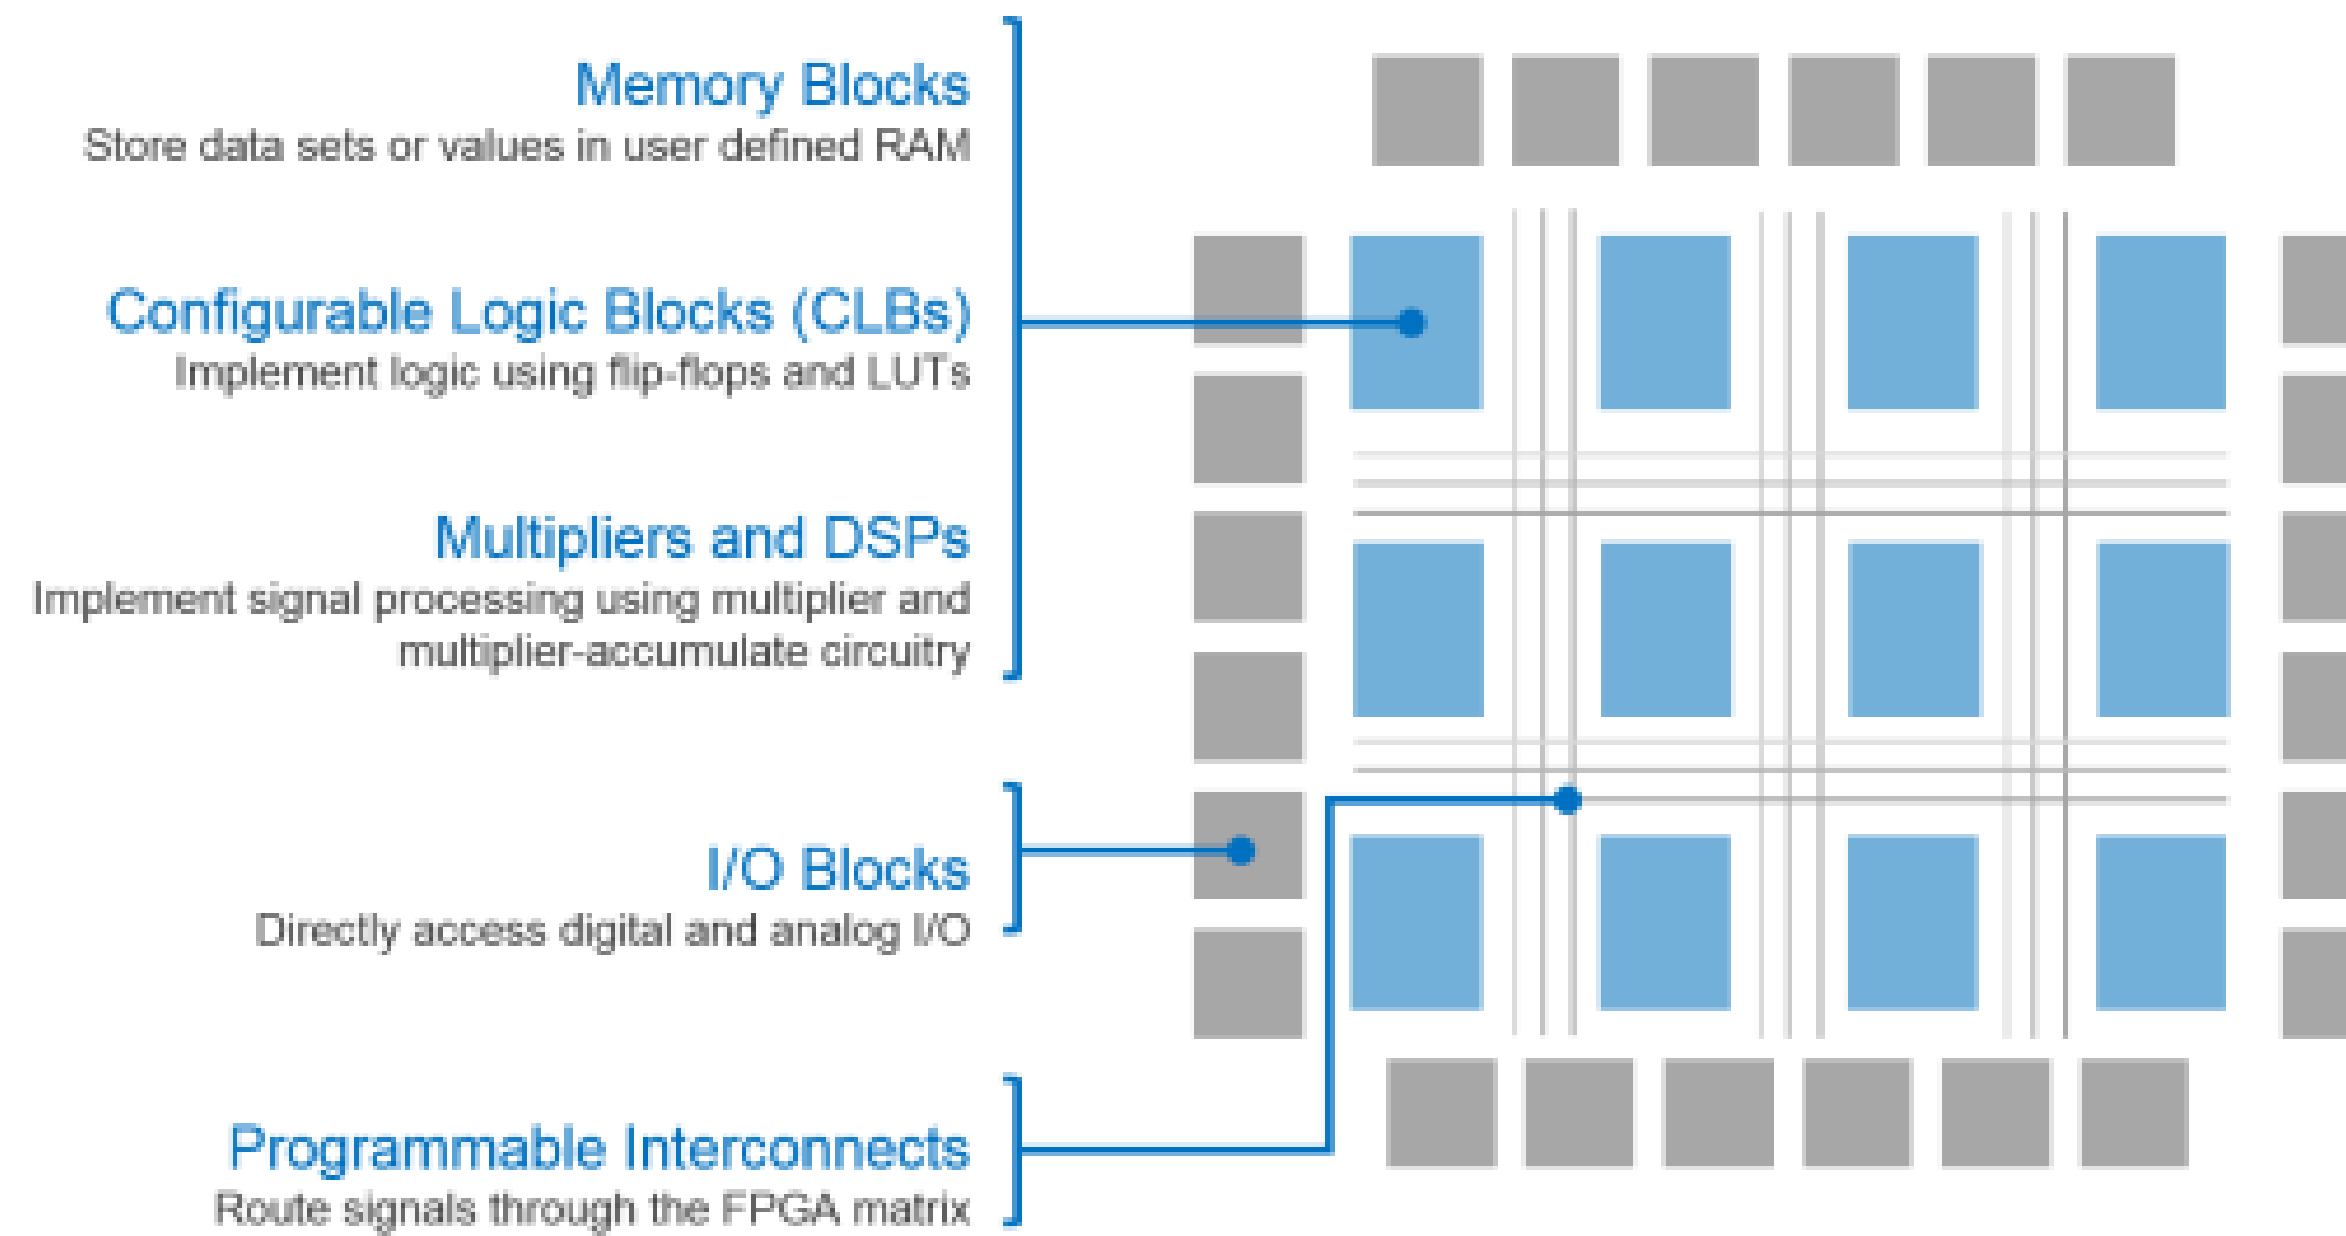 Memory Blocks
Store data sets or values in user defined RAM
Configurable Logic Blocks (CLBs)
Implement logic using flip-flops and LUTs
Multipliers and DSPs
Implement signal processing using multiplier and
multiplier-accumulate circuitry
I/O Blocks
Directly access digital and analog I/O
Programmable Interconnects
Route signals through the FPGA matrix